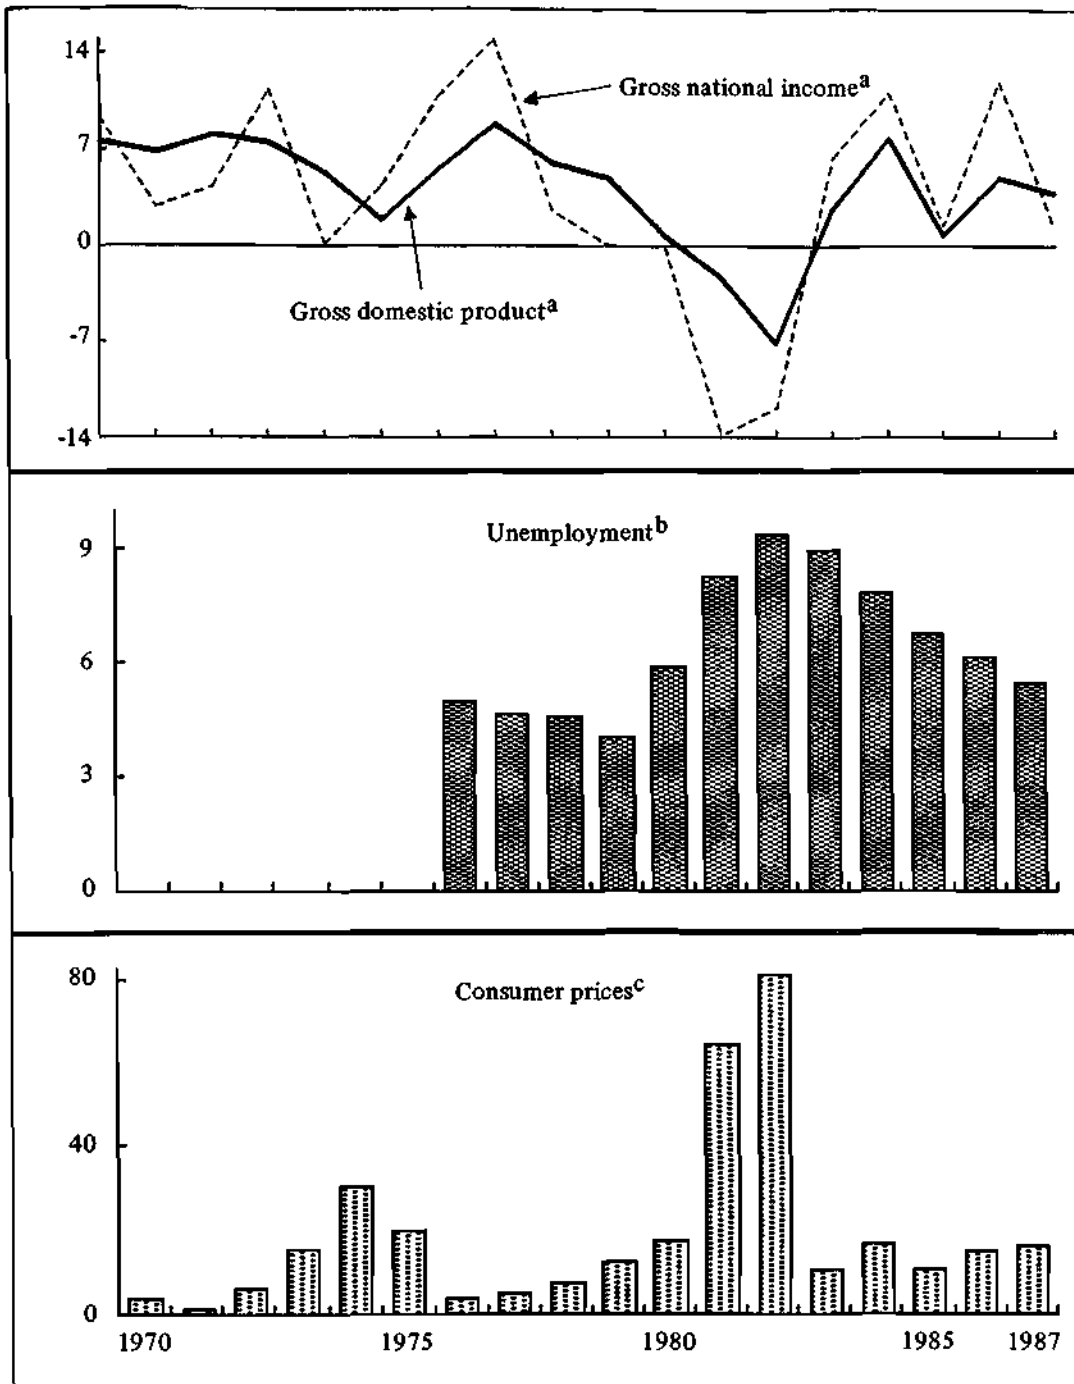 14
Gross national income^a
7
0
Gross domestic product^a
-7
-14
Unemployment^b
9
6
3
0
80
Consumer prices^c
40
0
1970 1975 1980 1985 1987